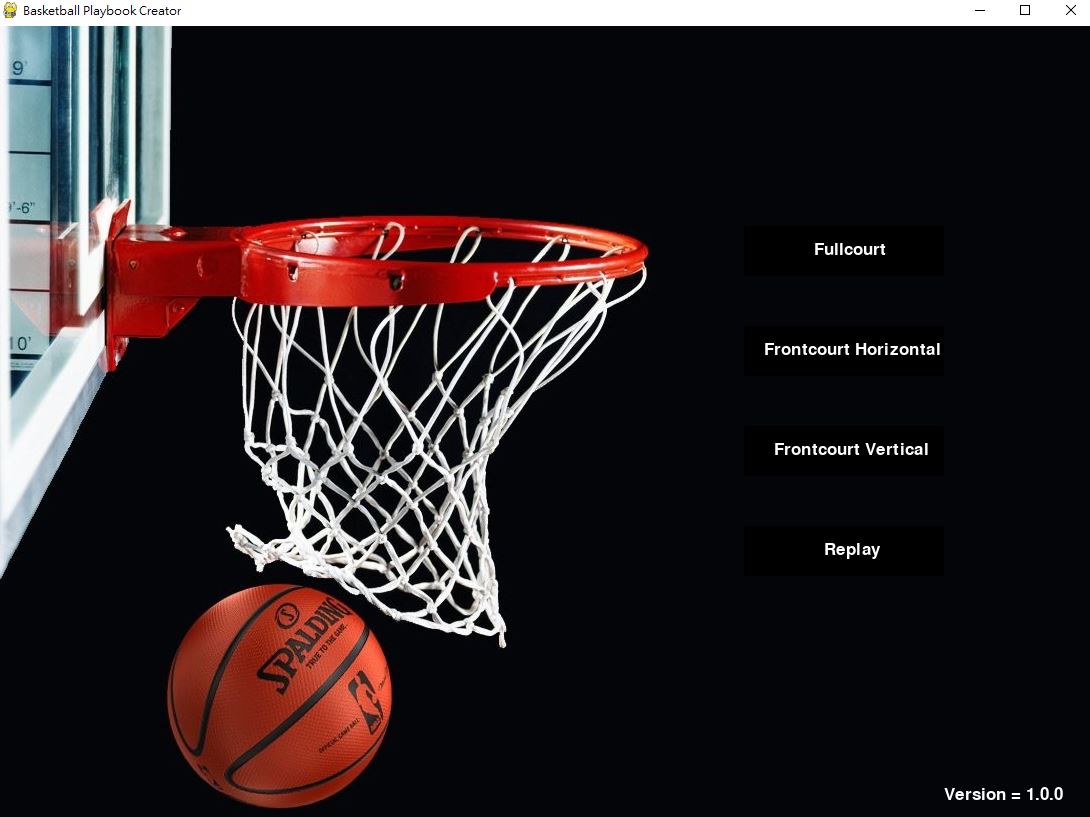 Basketball Playbook Creator
9'
9'-6"
10'
Fullcourt
Frontcourt Horizontal
Frontcourt Vertical
Replay
S
SPALDING
TRUE TO THE GAME.
OFFICIAL GAME BALL
Version = 1.0.0